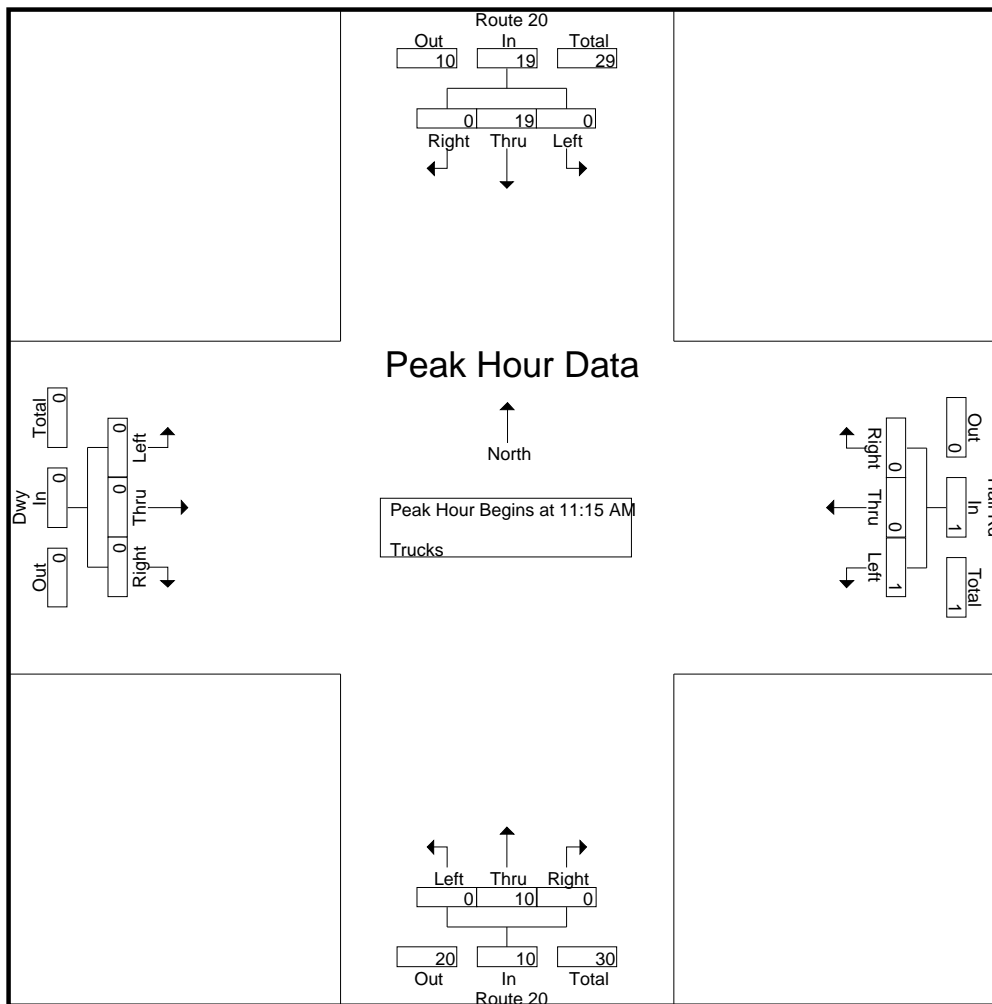 Route 20
Out In Total
10 19 29
0 19 0
Right Thru Left
Peak Hour Data
North
Peak Hour Begins at 11:15 AM
Trucks
Dwy
Out In Total
0 0 0
Left Thru Right
0 0 0
Out In Total
0 1 1
Right Thru Left
0 0 1
Left Thru Right
0 10 0
20 10 30
Out In Total
Route 20